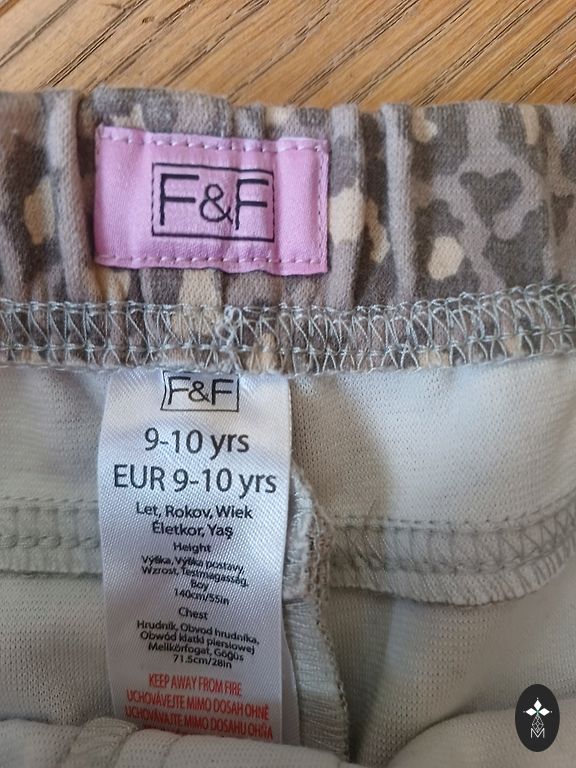 F&F
F&F
9-10 yrs
EUR 9-10 yrs
Let, Rokov, Wiek
Életkor, Yaş
Height
Výška, Výška postavy,
Wzrost, Testmagasság,
Boy
140cm/55in
Chest
Hrudník, Obvod hrudníka,
Obwód klatki piersiowej
Mellkörfogat, Göğüs
71.5cm/28in
KEEP AWAY FROM FIRE
UCHOVÁVEJTE MIMO DOSAH OHNĚ
UCHOVÁVAJTE MIMO DOSAHU OHŇA
M